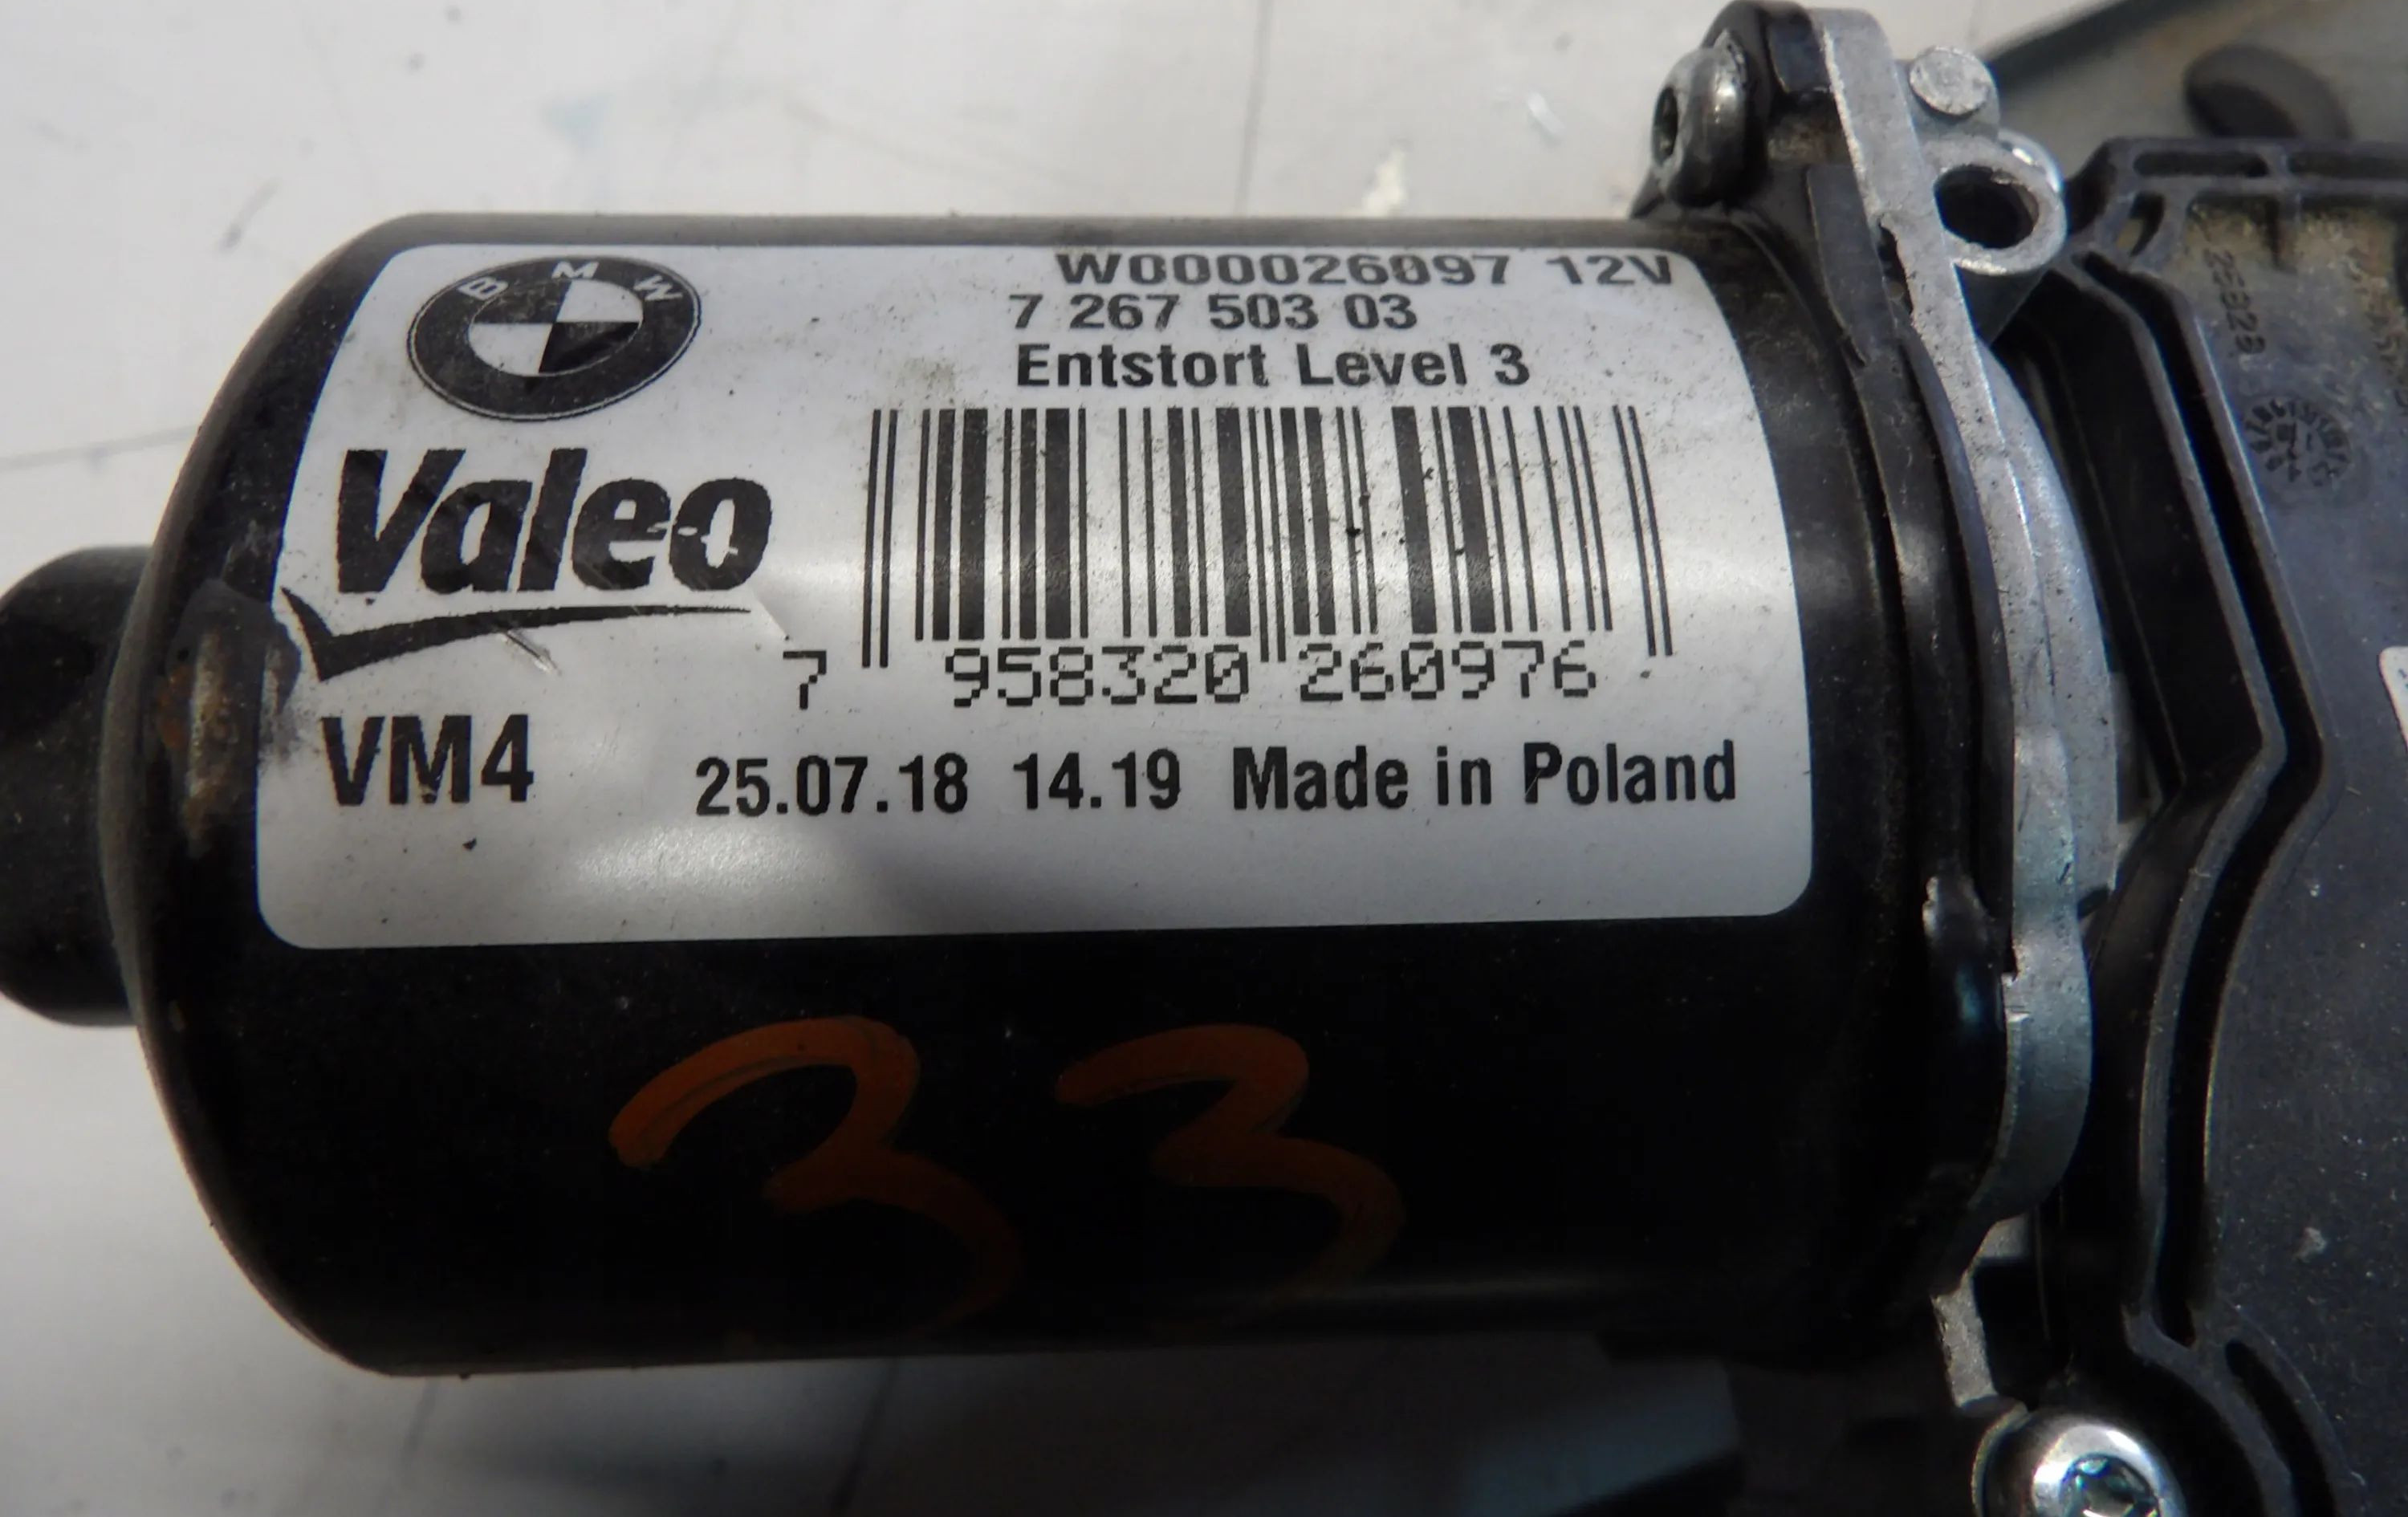 BMW
W000026097 12V
7 267 503 03
Entstort Level 3
Valeo
7 958320 260976
VM4
25.07.18 14.19 Made in Poland
33